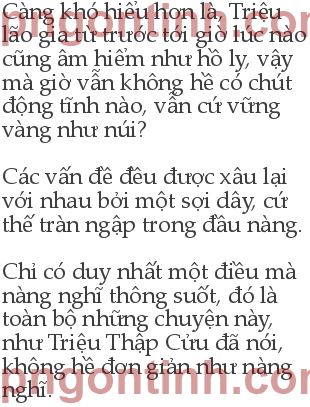 Càng khó hiểu hơn là, Triệu
lão gia tử trước tới giờ lúc nào
cũng âm hiểm như hồ ly, vậy
mà giờ vẫn không hề có chút
động tĩnh nào, vẫn cứ vững
vàng như núi?
Các vấn đề đều được xâu lại
với nhau bởi một sợi dây, cứ
thế tràn ngập trong đầu nàng.
Chỉ có duy nhất một điều mà
nàng nghĩ thông suốt, đó là
toàn bộ những chuyện này,
như Triệu Thập Cửu đã nói,
không hề đơn giản như nàng
nghĩ.
pngontinh.com
pngontinh.com